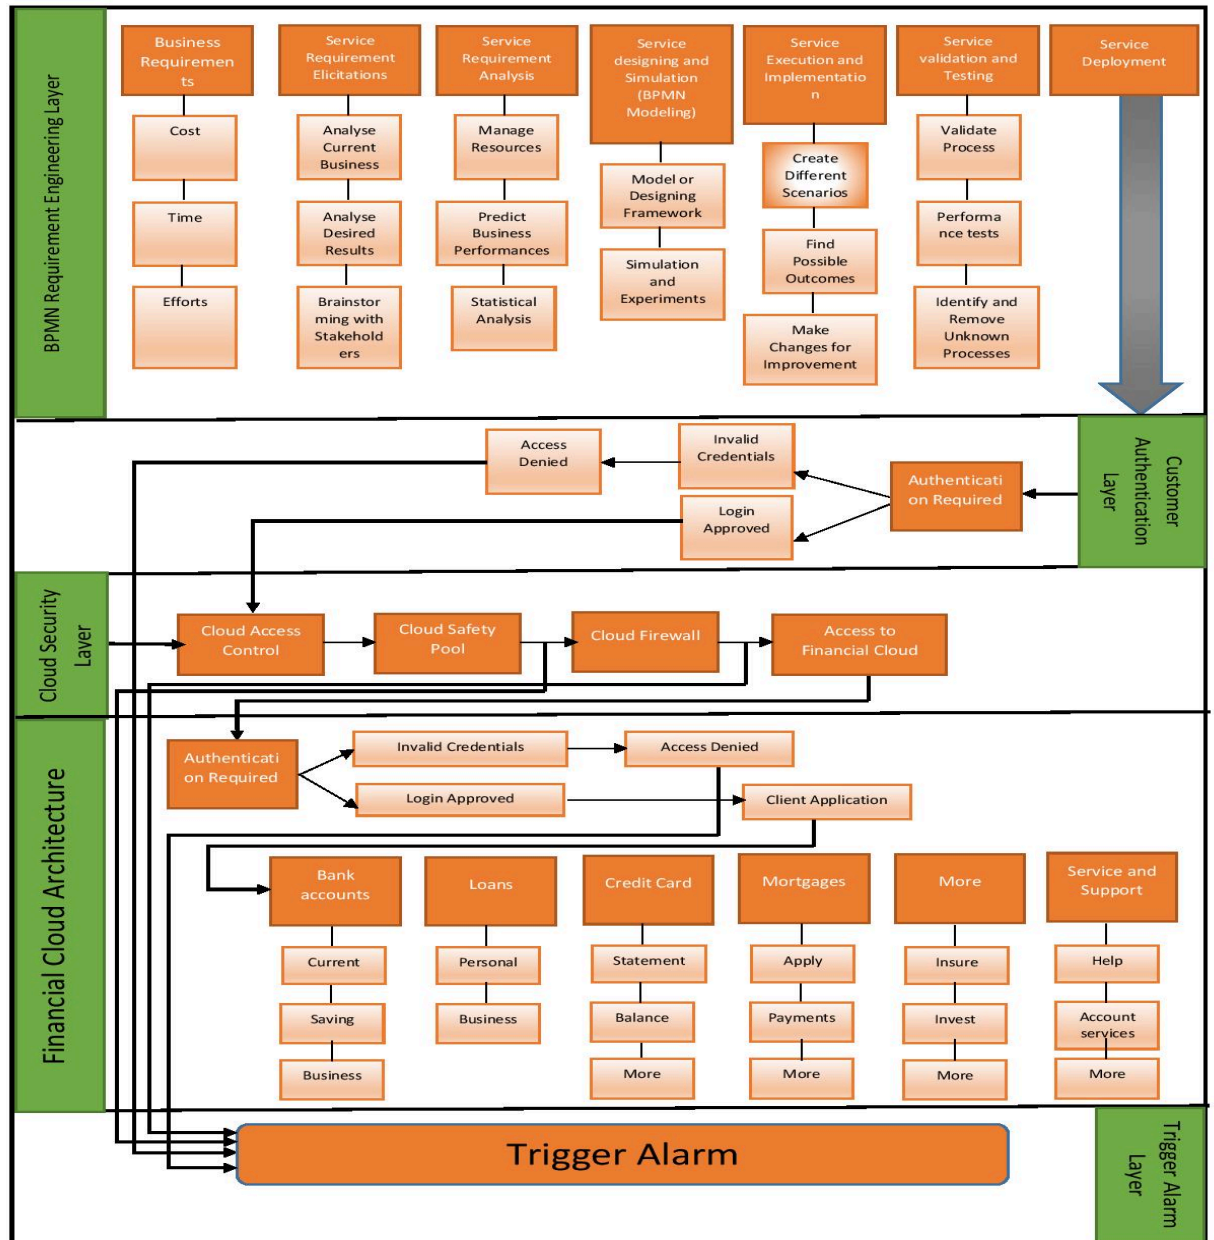 BPMN Requirement Engineering Layer
Business
Requiremen
ts
Cost
Time
Efforts
Service
Requirement
Elicitations
Analyse
Current
Business
Analyse
Desired
Results
Brainstor
ming with
Stakehold
ers
Service
Requirement
Analysis
Manage
Resources
Predict
Business
Performances
Statistical
Analysis
Service
designing and
Simulation
(BPMN
Modeling)
Model or
Designing
Framework
Simulation
and
Experiments
Service
Execution and
Implementatio
n
Create
Different
Scenarios
Find
Possible
Outcomes
Make
Changes for
Improvement
Service
validation and
Testing
Validate
Process
Performa
nce tests
Identify and
Remove
Unknown
Processes
Service
Deployment
Customer
Authentication
Layer
Authenticati
on Required
Invalid
Credentials
Access
Denied
Login
Approved
Cloud Security
Layer
Cloud Access
Control
Cloud Safety
Pool
Cloud Firewall
Access to
Financial Cloud
Financial Cloud Architecture
Authenticati
on Required
Invalid Credentials
Access Denied
Login Approved
Client Application
Bank
accounts
Current
Saving
Business
Loans
Personal
Business
Credit Card
Statement
Balance
More
Mortgages
Apply
Payments
More
More
Insure
Invest
More
Service and
Support
Help
Account
services
More
Trigger Alarm
Trigger Alarm
Layer